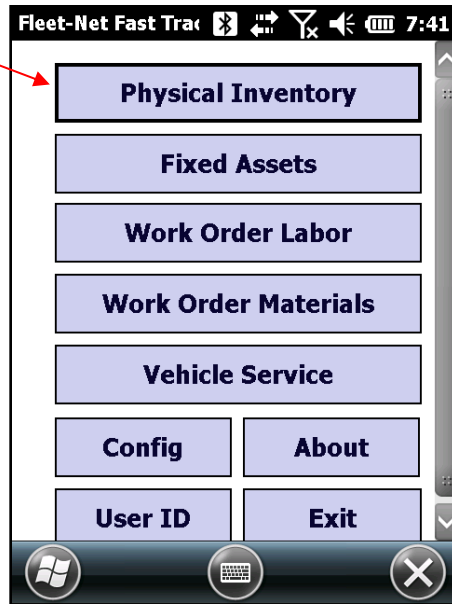 Fleet-Net Fast Trac 7:41
Physical Inventory
Fixed Assets
Work Order Labor
Work Order Materials
Vehicle Service
Config About
User ID Exit